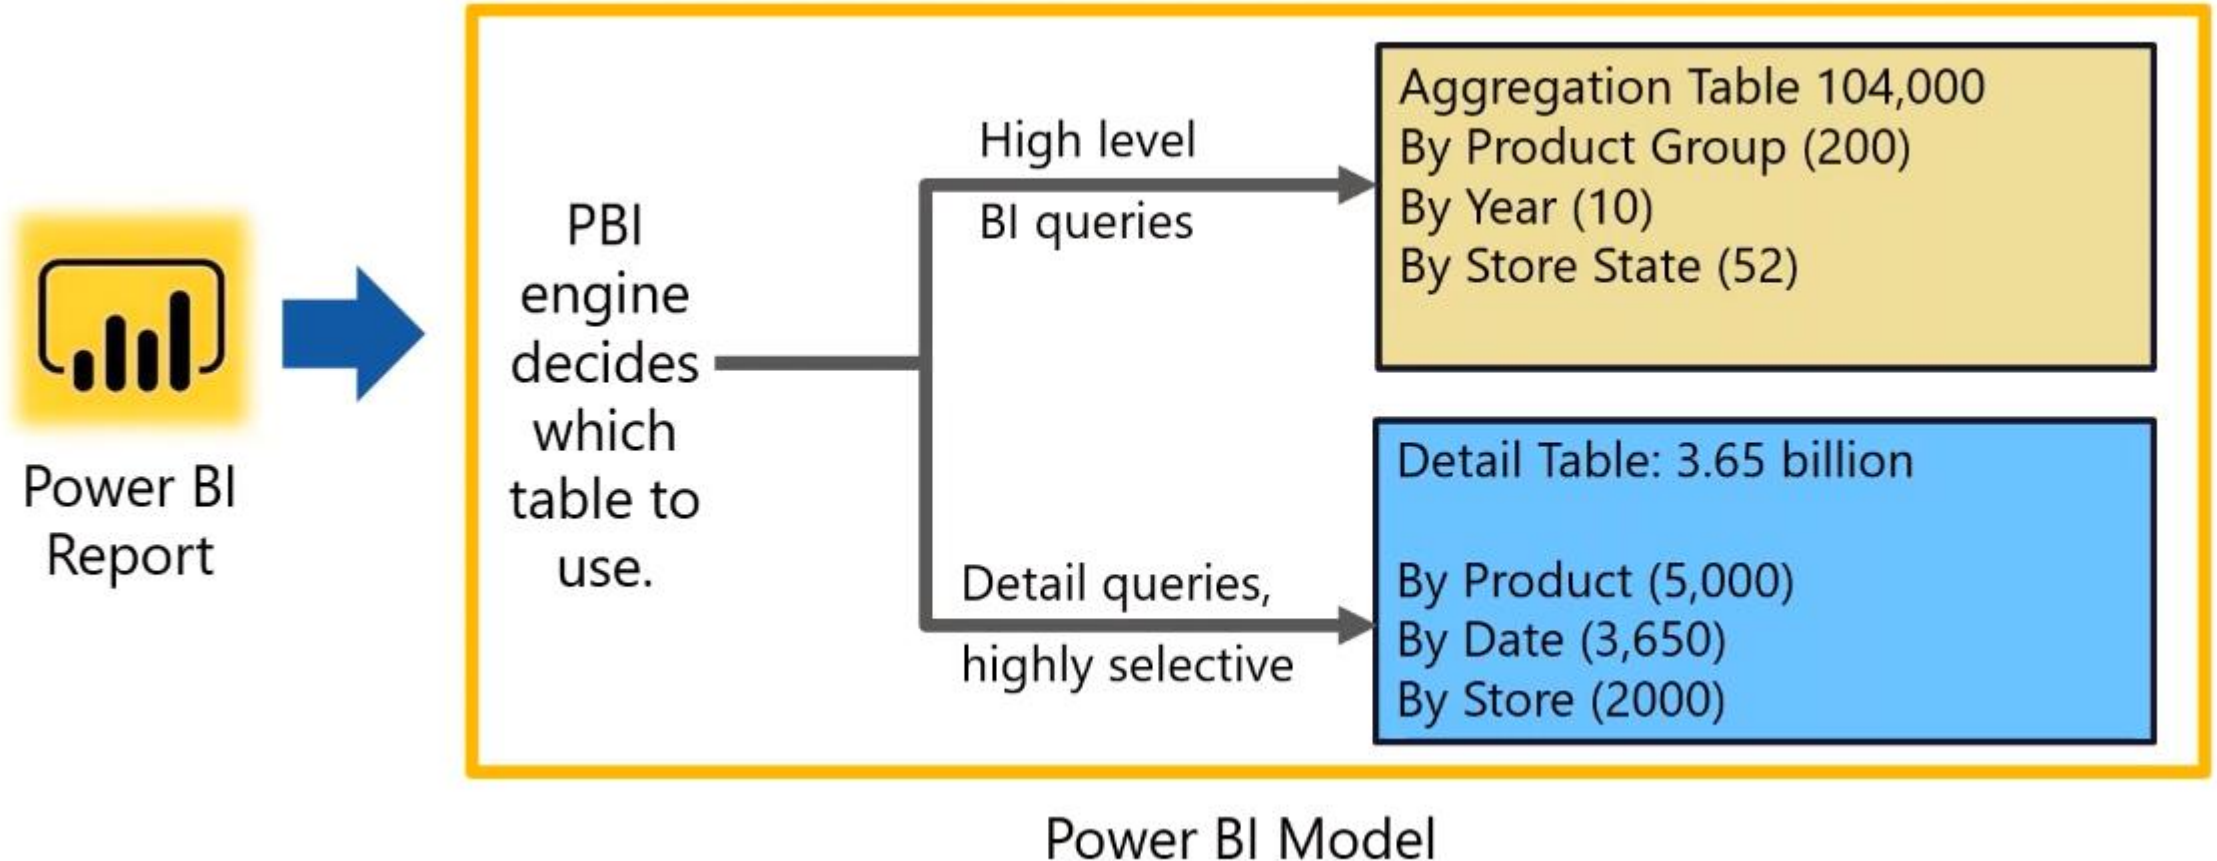 Power BI
Report
PBI
engine
decides
which
table to
use.
High level
BI queries
Aggregation Table 104,000
By Product Group (200)
By Year (10)
By Store State (52)
Detail queries,
highly selective
Detail Table: 3.65 billion
By Product (5,000)
By Date (3,650)
By Store (2000)
Power BI Model